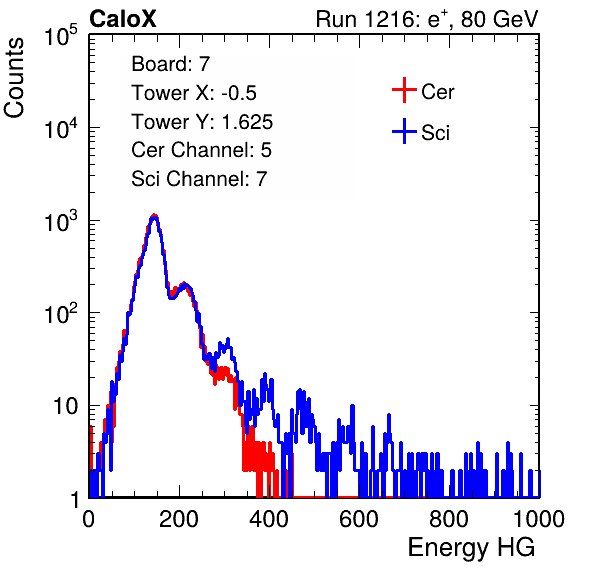 CaloX Run 1216: e⁺, 80 GeV
Counts
Board: 7
Tower X: -0.5
Tower Y: 1.625
Cer Channel: 5
Sci Channel: 7
Cer
Sci
10⁵
10⁴
10³
10²
10
1
0 200 400 600 800 1000
Energy HG